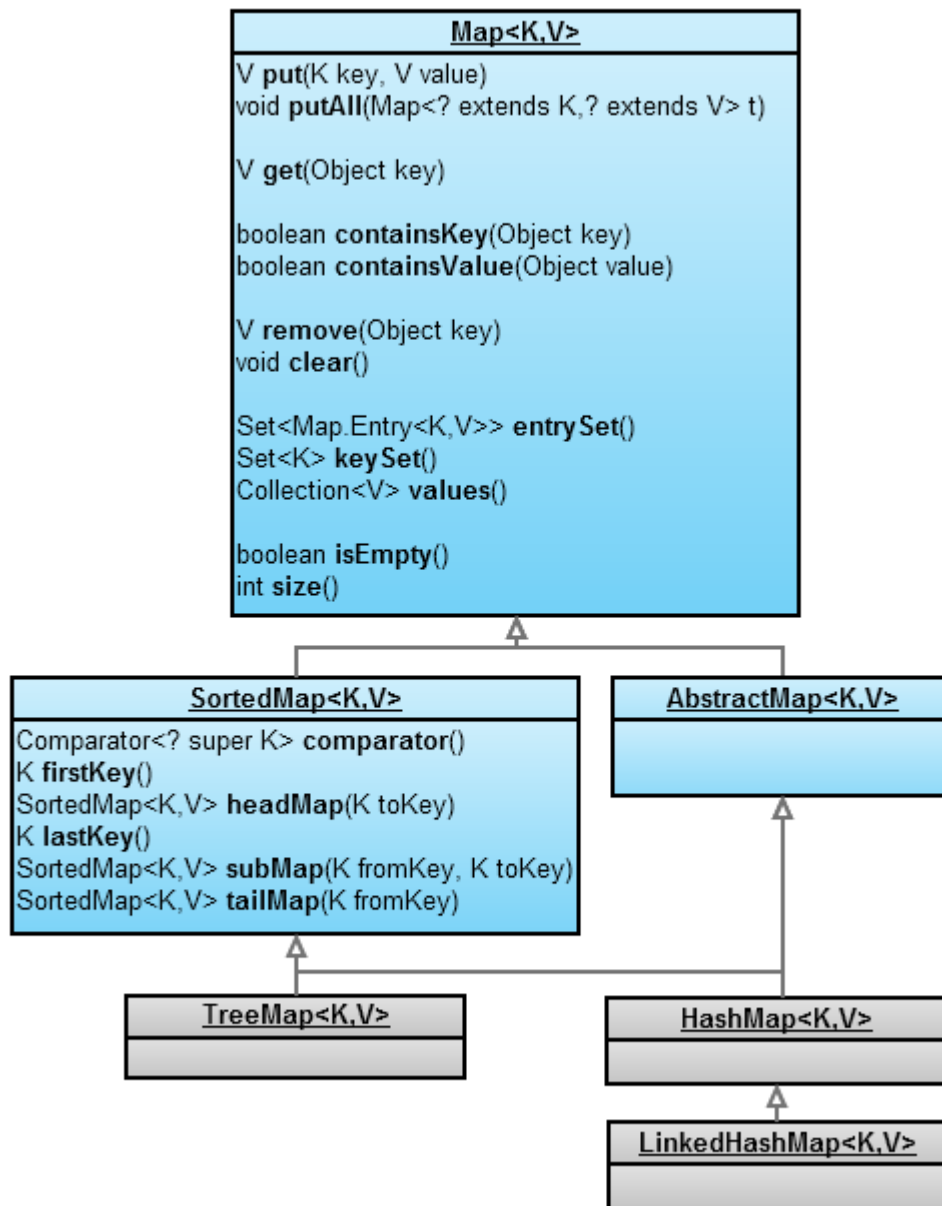 Map<K,V>
V put(K key, V value)
void putAll(Map<? extends K,? extends V> t)
V get(Object key)
boolean containsKey(Object key)
boolean containsValue(Object value)
V remove(Object key)
void clear()
Set<Map.Entry<K,V>> entrySet()
Set<K> keySet()
Collection<V> values()
boolean isEmpty()
int size()
SortedMap<K,V>
Comparator<? super K> comparator()
K firstKey()
SortedMap<K,V> headMap(K toKey)
K lastKey()
SortedMap<K,V> subMap(K fromKey, K toKey)
SortedMap<K,V> tailMap(K fromKey)
AbstractMap<K,V>
TreeMap<K,V>
HashMap<K,V>
LinkedHashMap<K,V>